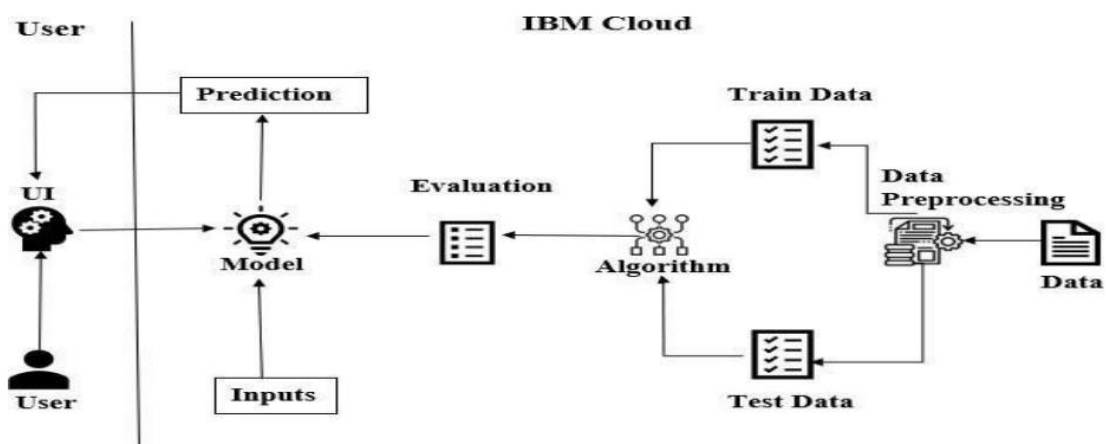 User
IBM Cloud
Prediction
Train Data
UI
Evaluation
Data
Preprocessing
Model
Algorithm
Data
User
Inputs
Test Data